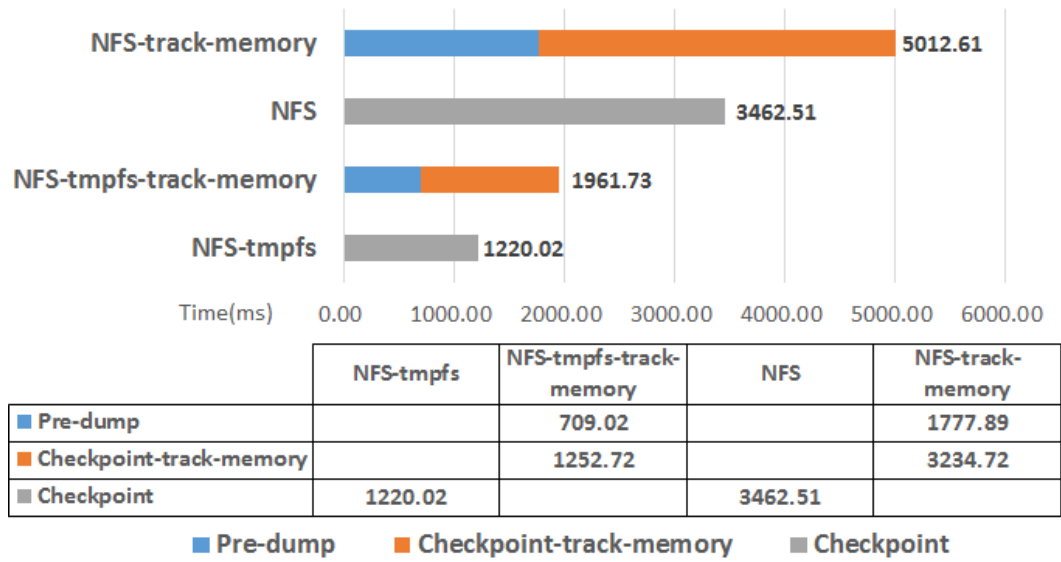 NFS-track-memory 5012.61
NFS 3462.51
NFS-tmpfs-track-memory 1961.73
NFS-tmpfs 1220.02
Time(ms) 0.00 1000.00 2000.00 3000.00 4000.00 5000.00 6000.00
NFS-tmpfs NFS-tmpfs-track- NFS NFS-track-
memory memory
Pre-dump 709.02 1777.89
Checkpoint-track-memory 1252.72 3234.72
Checkpoint 1220.02 3462.51
Pre-dump Checkpoint-track-memory Checkpoint